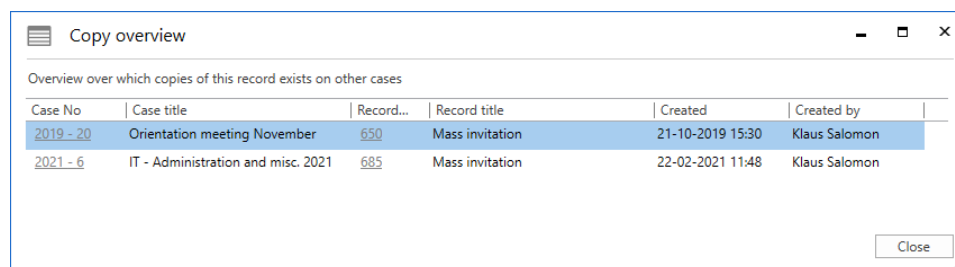 Copy overview
Overview over which copies of this record exists on other cases
Case No Case title Record... Record title Created Created by
2019 - 20 Orientation meeting November 650 Mass invitation 21-10-2019 15:30 Klaus Salomon
2021 - 6 IT - Administration and misc. 2021 685 Mass invitation 22-02-2021 11:48 Klaus Salomon
Close